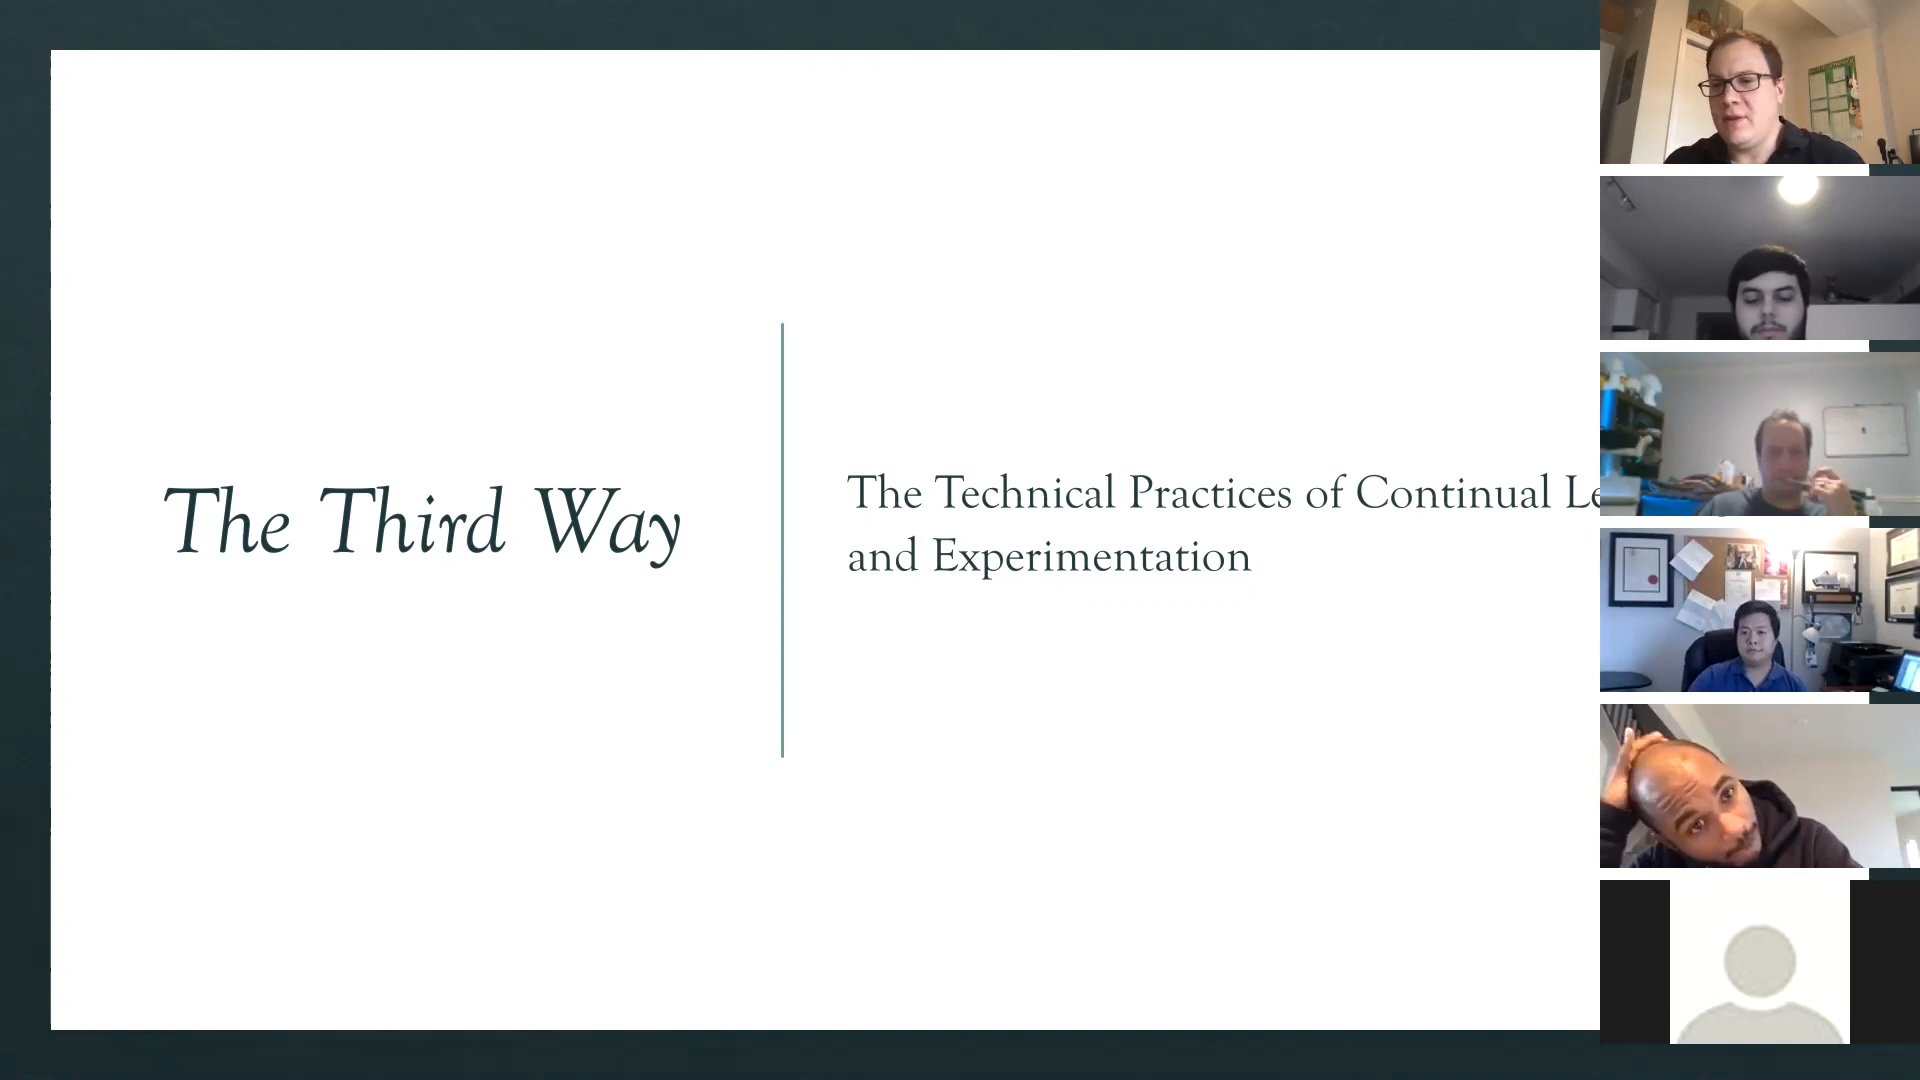 The Third Way
The Technical Practices of Continual Le
and Experimentation